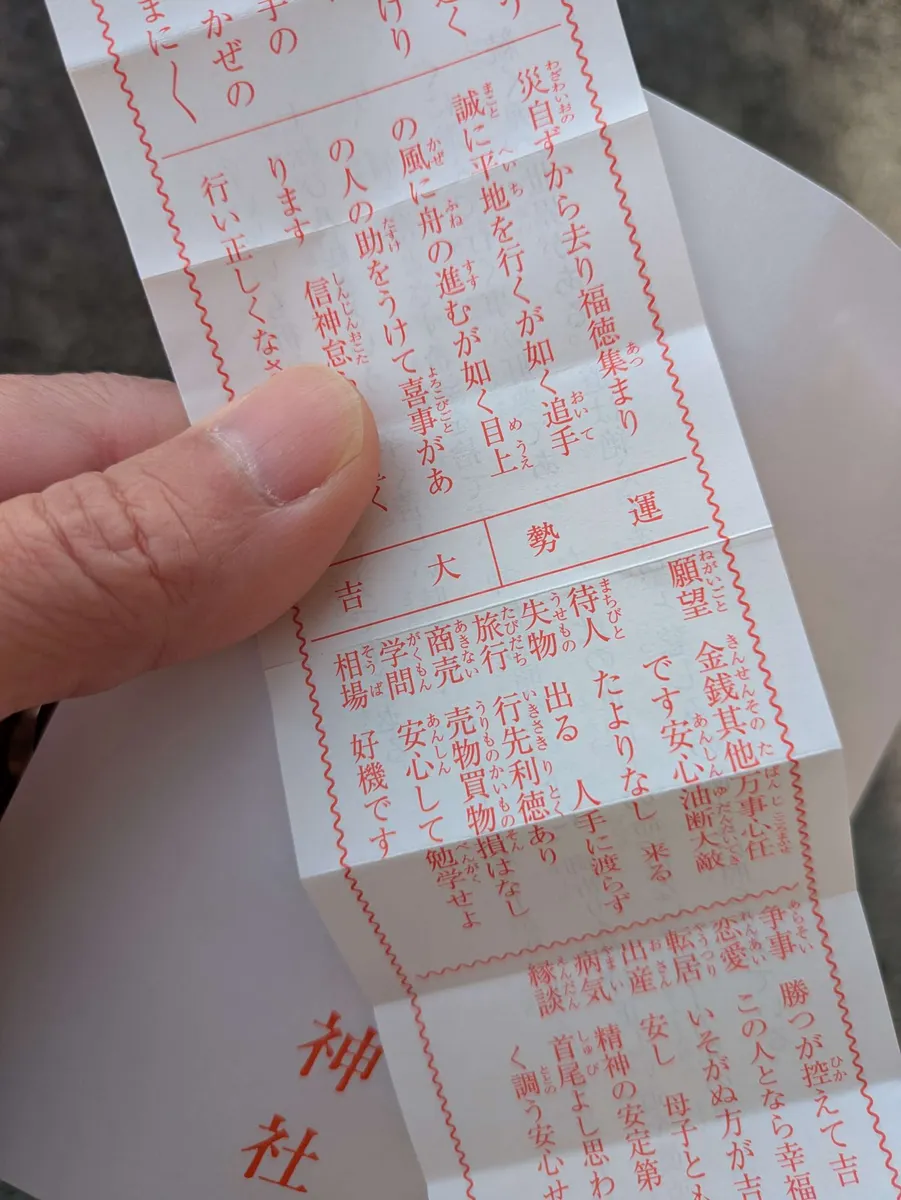 けり
手の
かぜの
まに〱
災自ずから去り福徳集まり
誠に平地を行くが如く追手
の風に舟の進むが如く目上
の人の助をうけて喜事があ
ります 信神怠
行い正しくなさ
運勢
大吉
願望 金銭其他万事心任
です安心油断大敵
待人 たよりなし 来る
失物 出る 人手に渡らず
旅行 行先利徳あり
商売 売物買物損はなし
学問 安心して勉学せよ
相場 好機です
争事 勝つが控えて吉
恋愛 この人となら幸福
転居 いそがぬ方が吉
出産 安し 母子とも
病気 精神の安定第
縁談 首尾よし思わ
く調う安心せ
神社